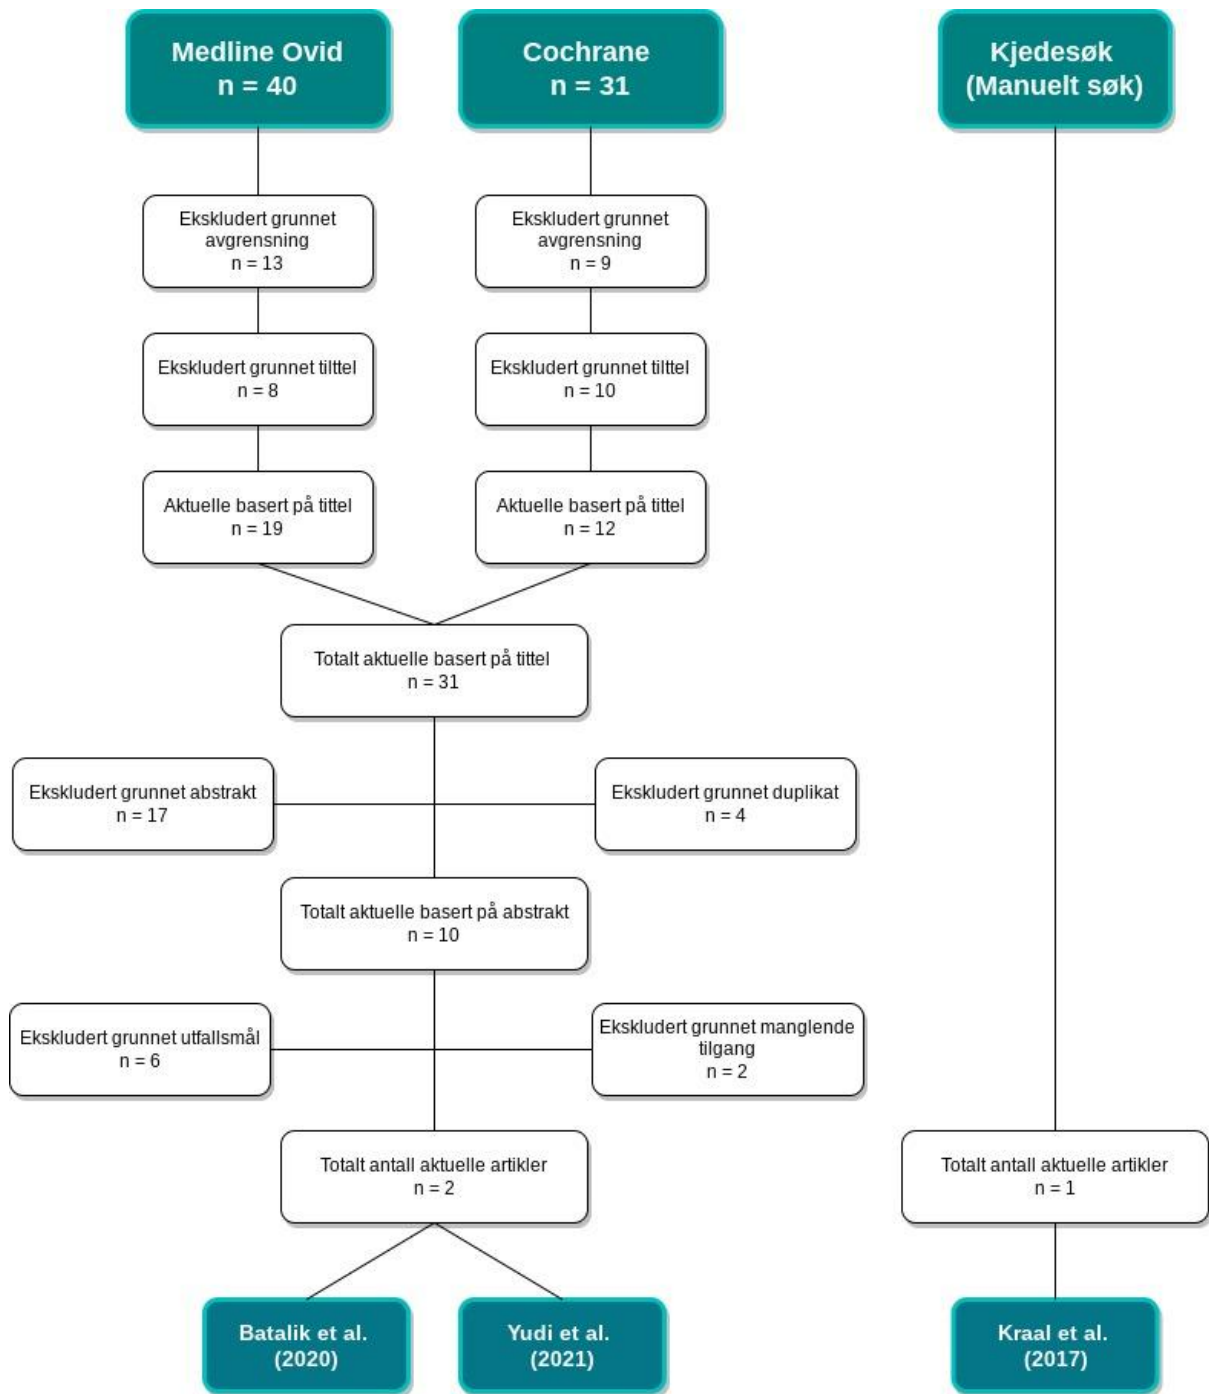 Medline Ovid
n = 40
Cochrane
n = 31
Kjedesøk
(Manuelt søk)
Ekskludert grunnet
avgrensning
n = 13
Ekskludert grunnet
avgrensning
n = 9
Ekskludert grunnet tilttel
n = 8
Ekskludert grunnet tilttel
n = 10
Aktuelle basert på tittel
n = 19
Aktuelle basert på tittel
n = 12
Totalt aktuelle basert på tittel
n = 31
Ekskludert grunnet abstrakt
n = 17
Ekskludert grunnet duplikat
n = 4
Totalt aktuelle basert på abstrakt
n = 10
Ekskludert grunnet utfallsmål
n = 6
Ekskludert grunnet manglende
tilgang
n = 2
Totalt antall aktuelle artikler
n = 2
Totalt antall aktuelle artikler
n = 1
Batalik et al.
(2020)
Yudi et al.
(2021)
Kraal et al.
(2017)